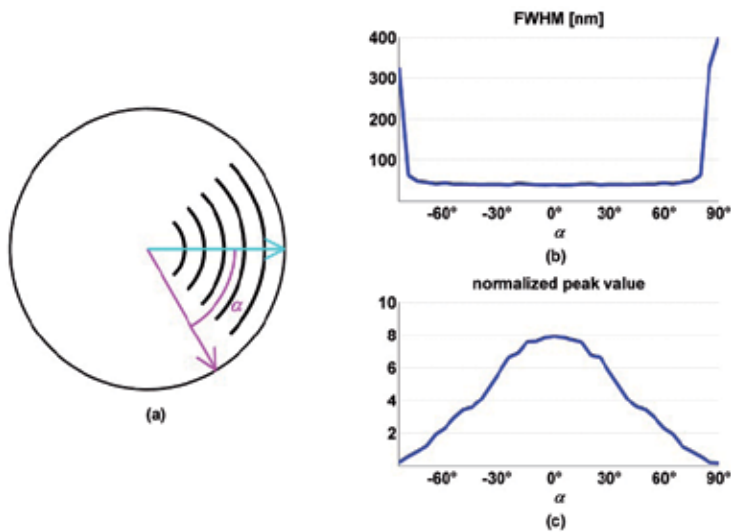 α
(a)
FWHM [nm]
400
300
200
100
-60° -30° 0° 30° 60° 90°
α
(b)
normalized peak value
10
8
6
4
2
-60° -30° 0° 30° 60° 90°
α
(c)